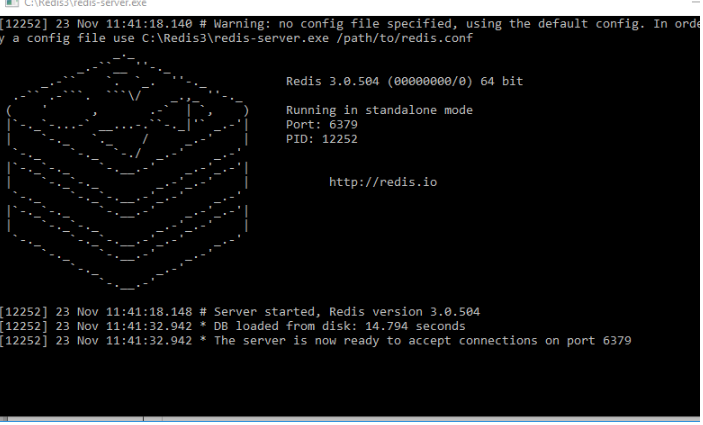 C:\Redis3\redis-server.exe
[12252] 23 Nov 11:41:18.140 # Warning: no config file specified, using the default config. In orde
y a config file use C:\Redis3\redis-server.exe /path/to/redis.conf
Redis 3.0.504 (00000000/0) 64 bit
Running in standalone mode
Port: 6379
PID: 12252
http://redis.io
[12252] 23 Nov 11:41:18.148 # Server started, Redis version 3.0.504
[12252] 23 Nov 11:41:32.942 * DB loaded from disk: 14.794 seconds
[12252] 23 Nov 11:41:32.942 * The server is now ready to accept connections on port 6379